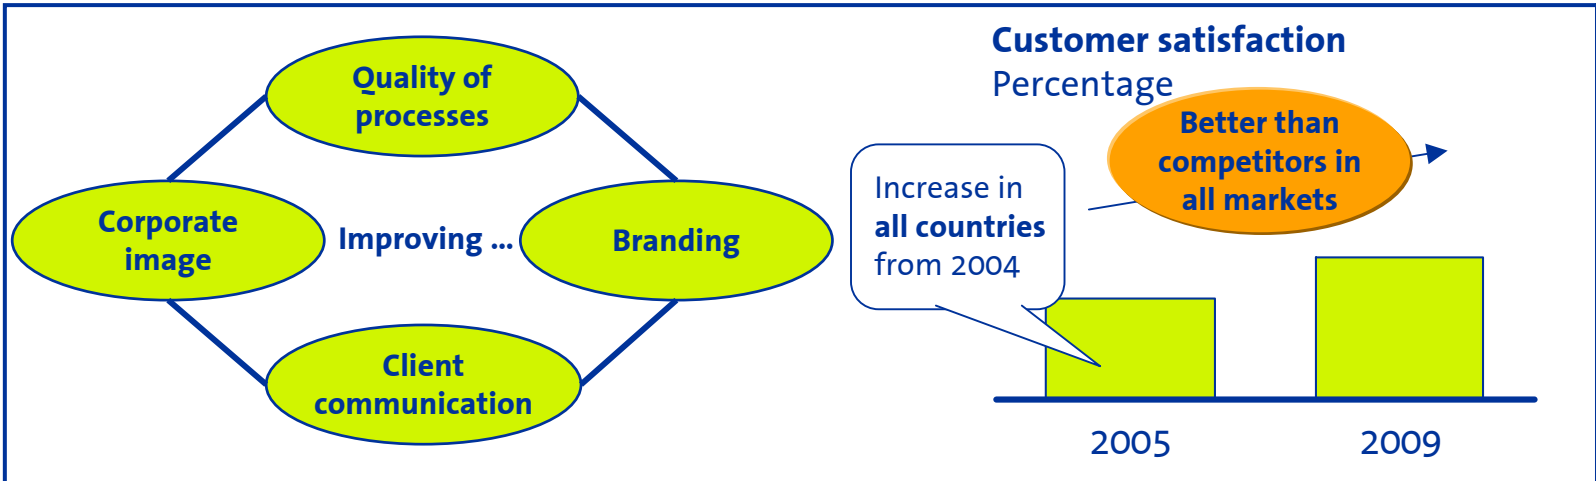 Quality of
processes
Corporate
image
Improving ...
Branding
Client
communication
Customer satisfaction
Percentage
Better than
competitors in
all markets
Increase in
all countries
from 2004
2005
2009